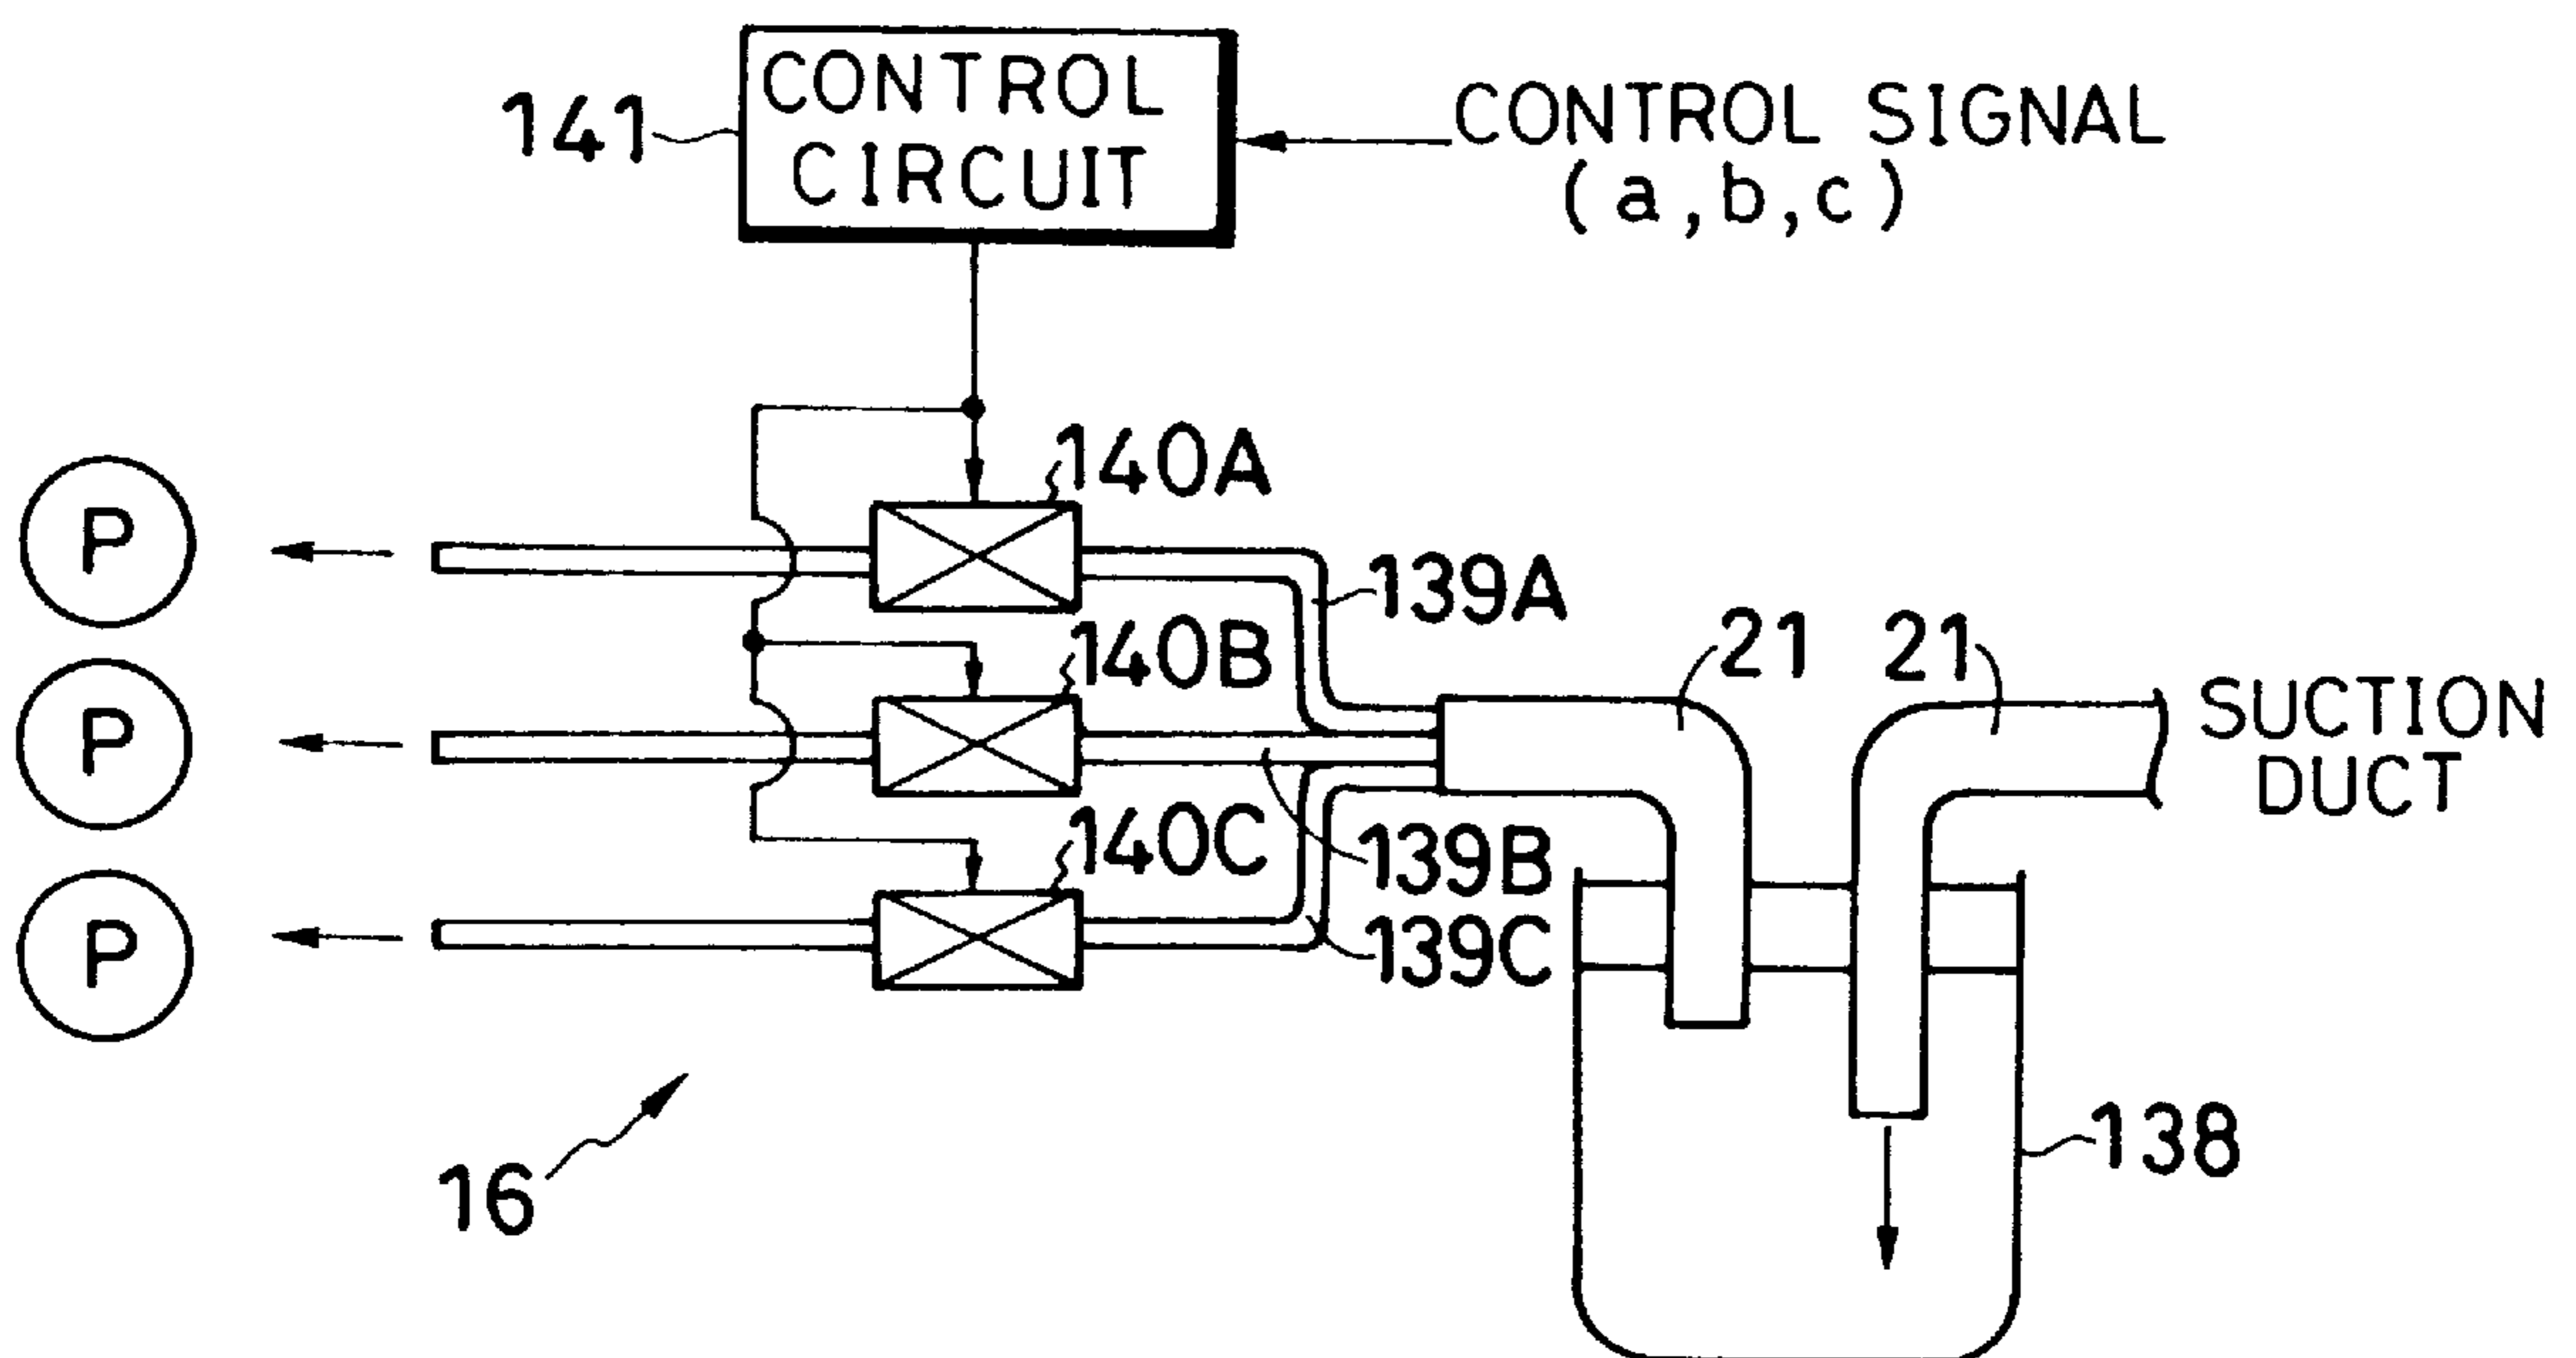 CONTROL
CIRCUIT
141
CONTROL SIGNAL
(a,b,c)
140A
P
139A
140B
21
21
P
SUCTION
DUCT
140C
139B
P
139C
138
16